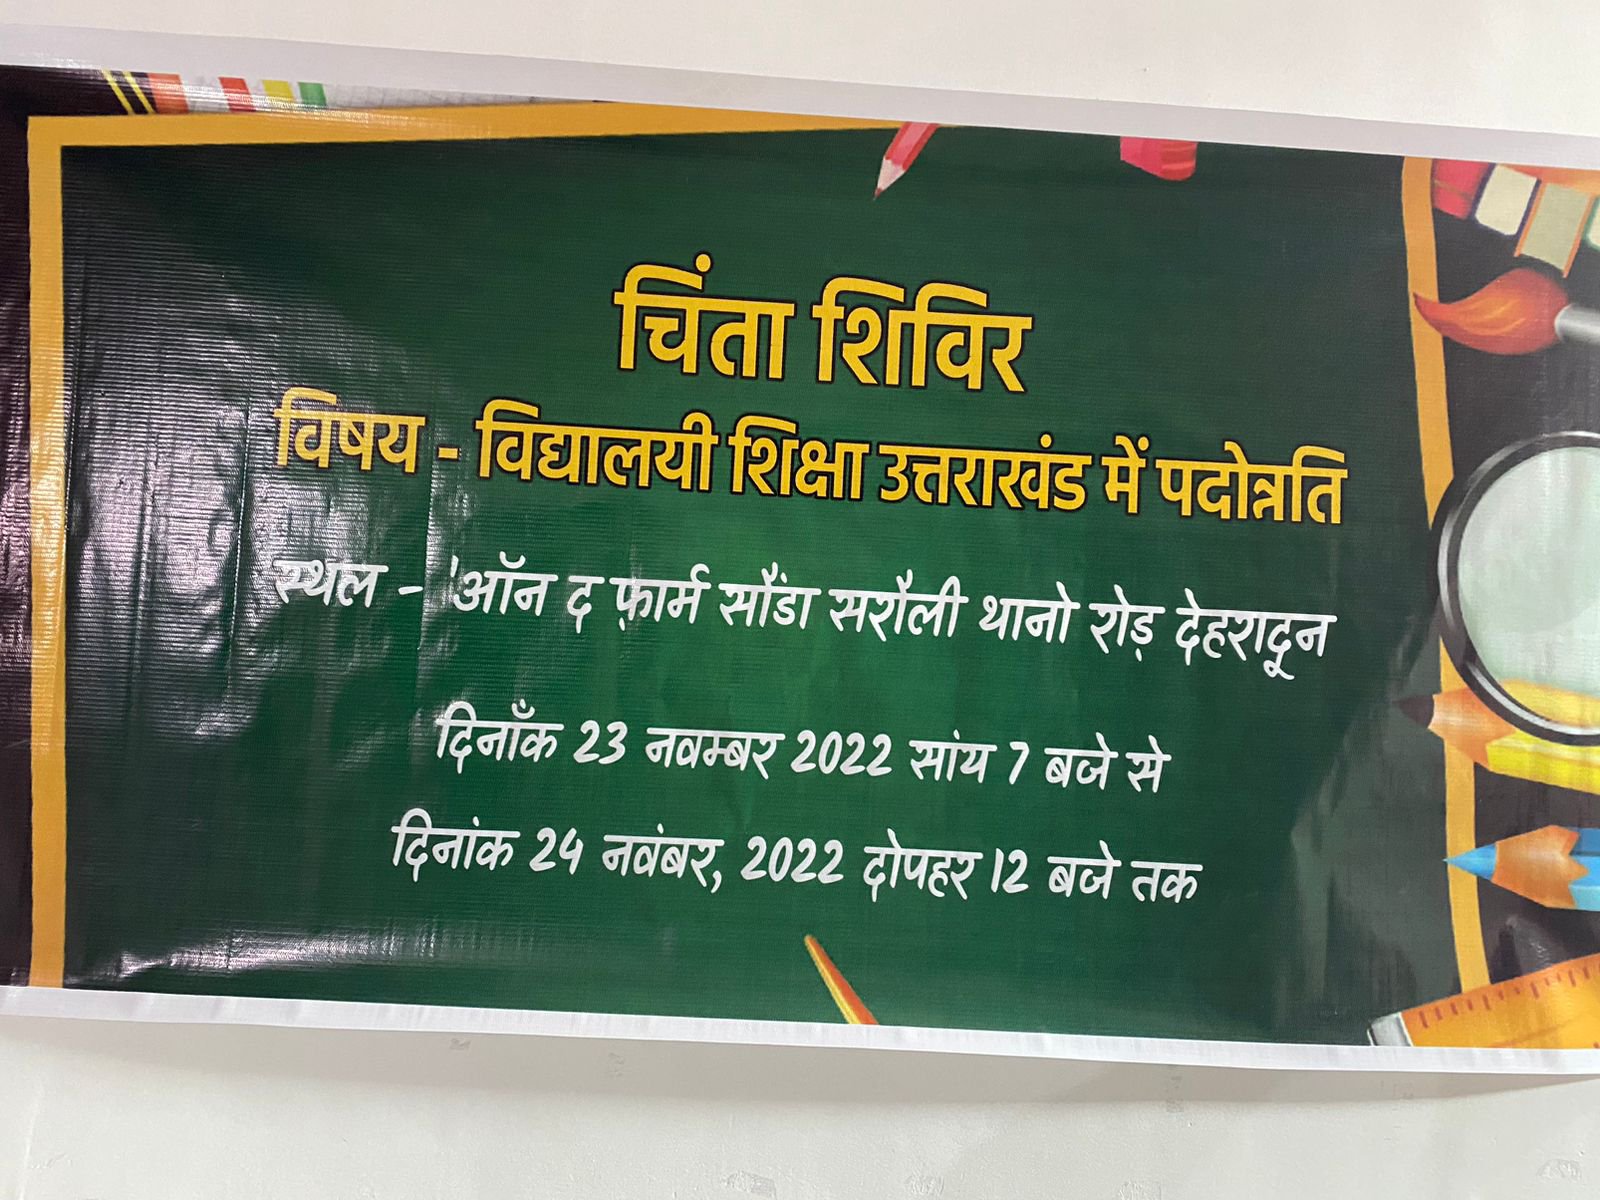 चिंता शिविर
विषय - विद्यालयी शिक्षा उत्तराखंड में पदोन्नति
स्थल - 'ऑन द फ़ार्म सौंडा सरौली थानो रोड़ देहरादून
दिनाँक 23 नवम्बर 2022 सांय 7 बजे से
दिनांक 24 नवंबर, 2022 दोपहर 12 बजे तक